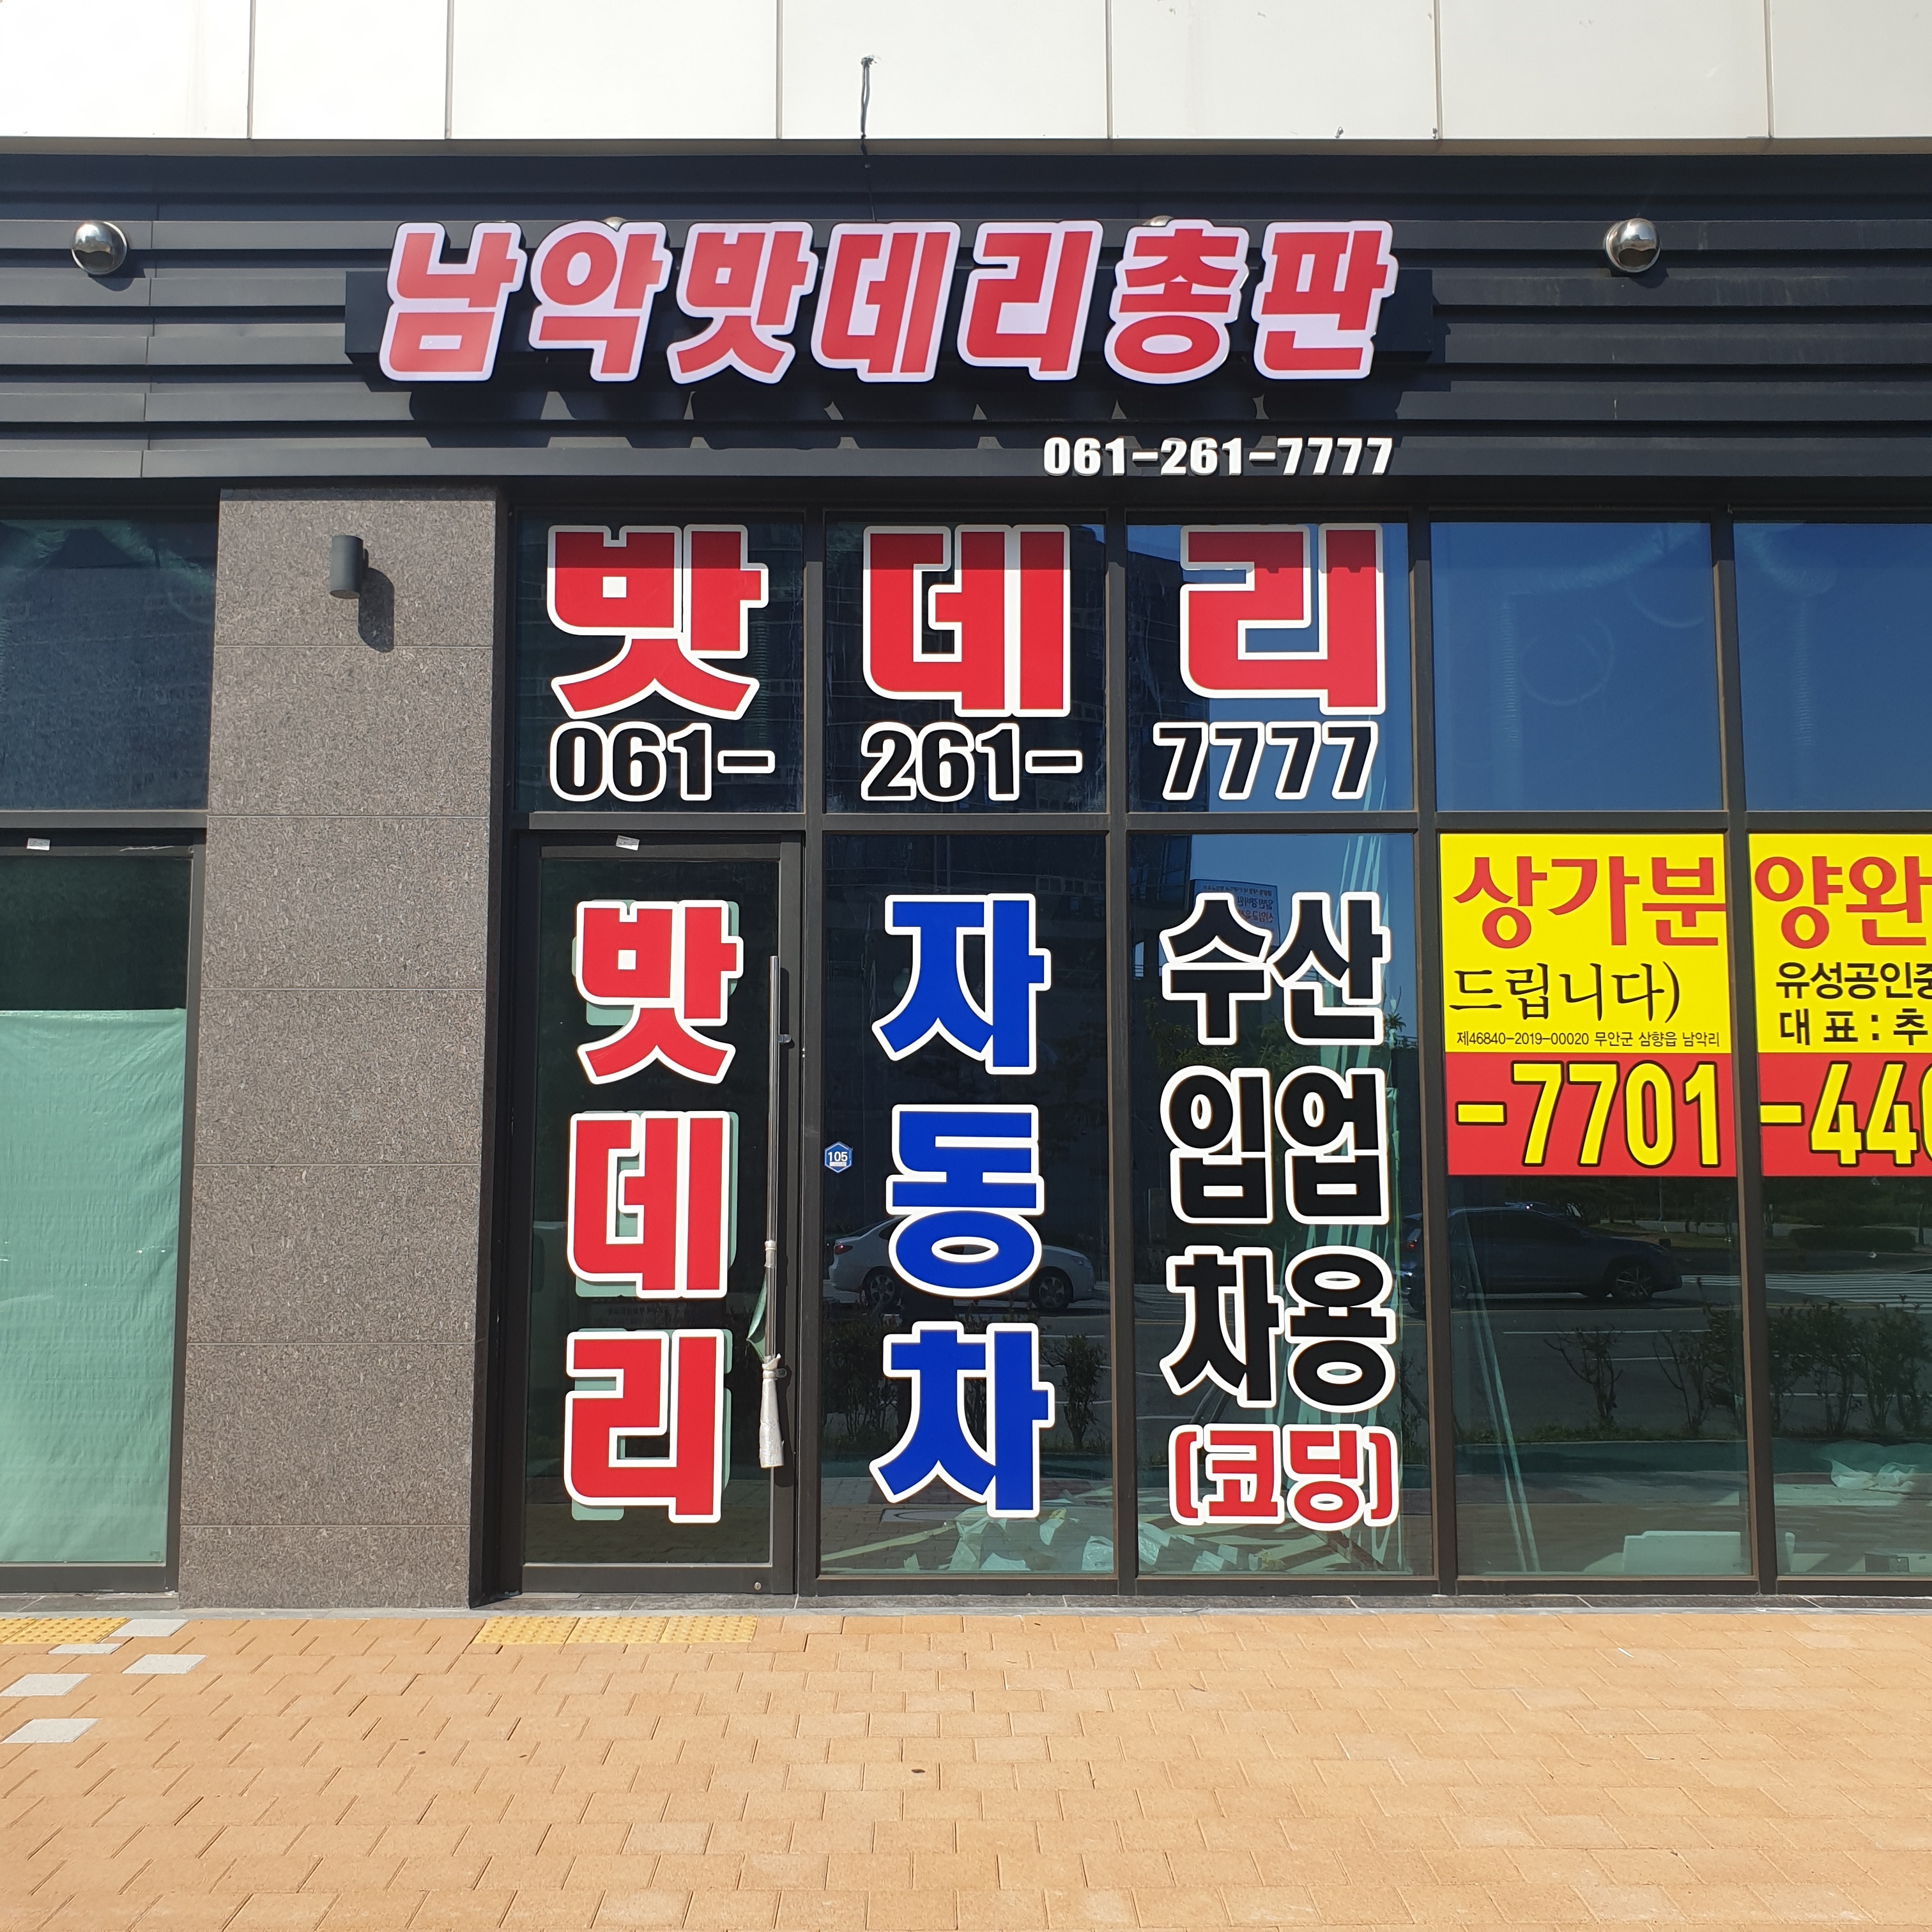 남악밧데리총판
061-261-7777
밧데리
061-261-7777
밧데리
자동차
수산업용
수입차
(코딩)
105
상가분양완
드립니다)
유성공인중
대 표 : 추
제46840-2019-00020 무안군 삼향읍 남악리
-7701
-44